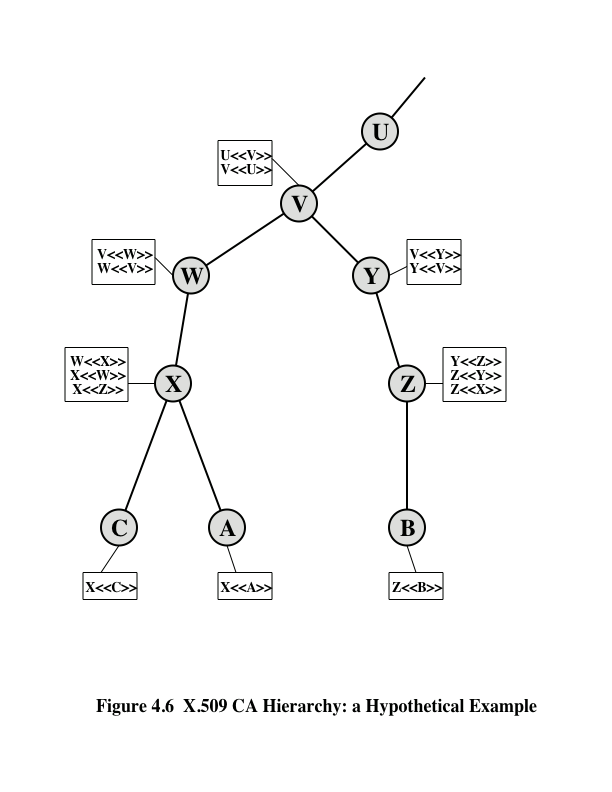 U
U<<V>>
V<<U>>
V
V<<W>>
W<<V>>
W
Y
V<<Y>>
Y<<V>>
W<<X>>
X<<W>>
X<<Z>>
X
Z
Y<<Z>>
Z<<Y>>
Z<<X>>
C
A
B
X<<C>>
X<<A>>
Z<<B>>
Figure 4.6 X.509 CA Hierarchy: a Hypothetical Example